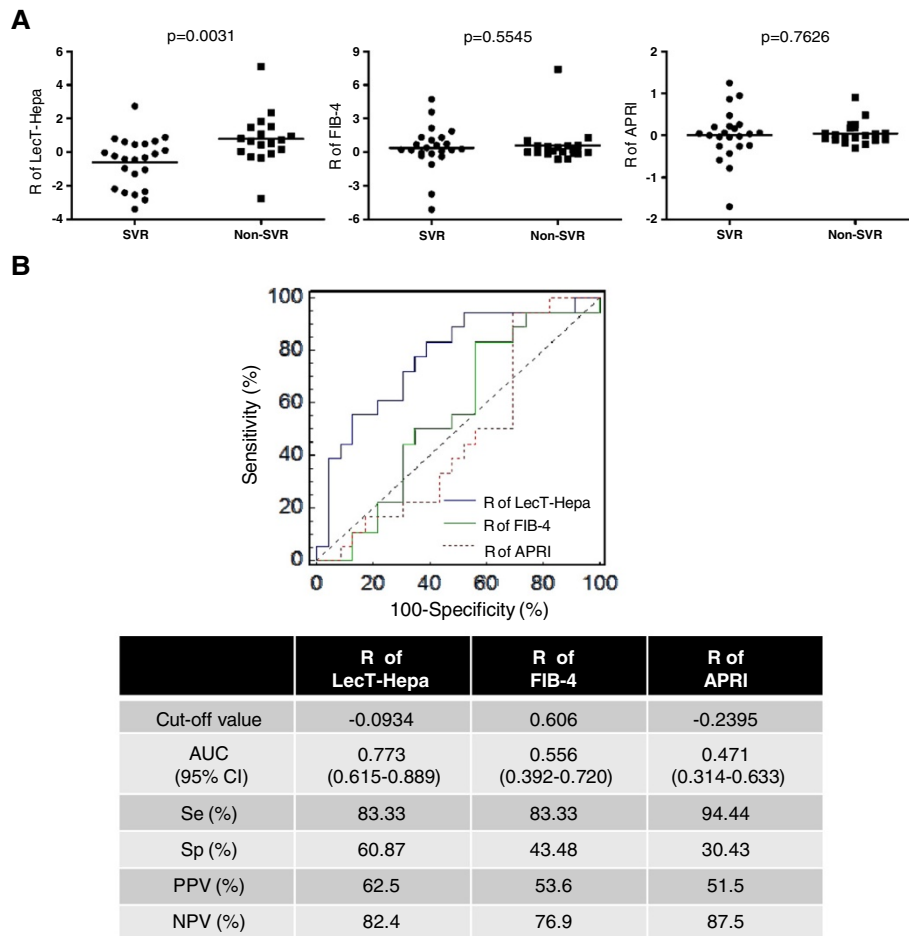 A
p=0.0031
p=0.5545
p=0.7626
R of LecT-Hepa
6
4
2
0
-2
-4
SVR
Non-SVR
R of FIB-4
9
6
3
0
-3
-6
SVR
Non-SVR
R of APRI
2
1
0
-1
-2
SVR
Non-SVR
B
Sensitivity (%)
100
80
60
40
20
0
R of LecT-Hepa
R of FIB-4
R of APRI
0 20 40 60 80 100
100-Specificity (%)
R of R of R of
LecT-Hepa FIB-4 APRI
Cut-off value -0.0934 0.606 -0.2395
AUC 0.773 0.556 0.471
(95% CI) (0.615-0.889) (0.392-0.720) (0.314-0.633)
Se (%) 83.33 83.33 94.44
Sp (%) 60.87 43.48 30.43
PPV (%) 62.5 53.6 51.5
NPV (%) 82.4 76.9 87.5